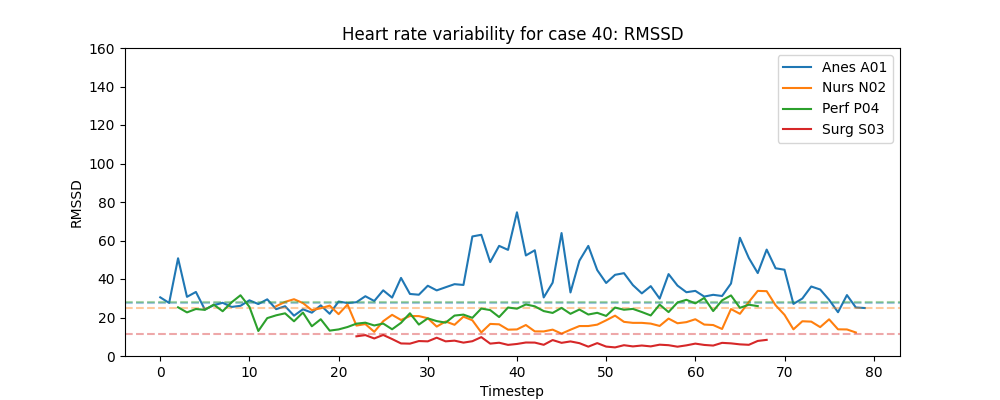 Heart rate variability for case 40: RMSSD
160
140
120
100
80
60
40
20
0
RMSSD
Anes A01
Nurs N02
Perf P04
Surg S03
0 10 20 30 40 50 60 70 80
Timestep